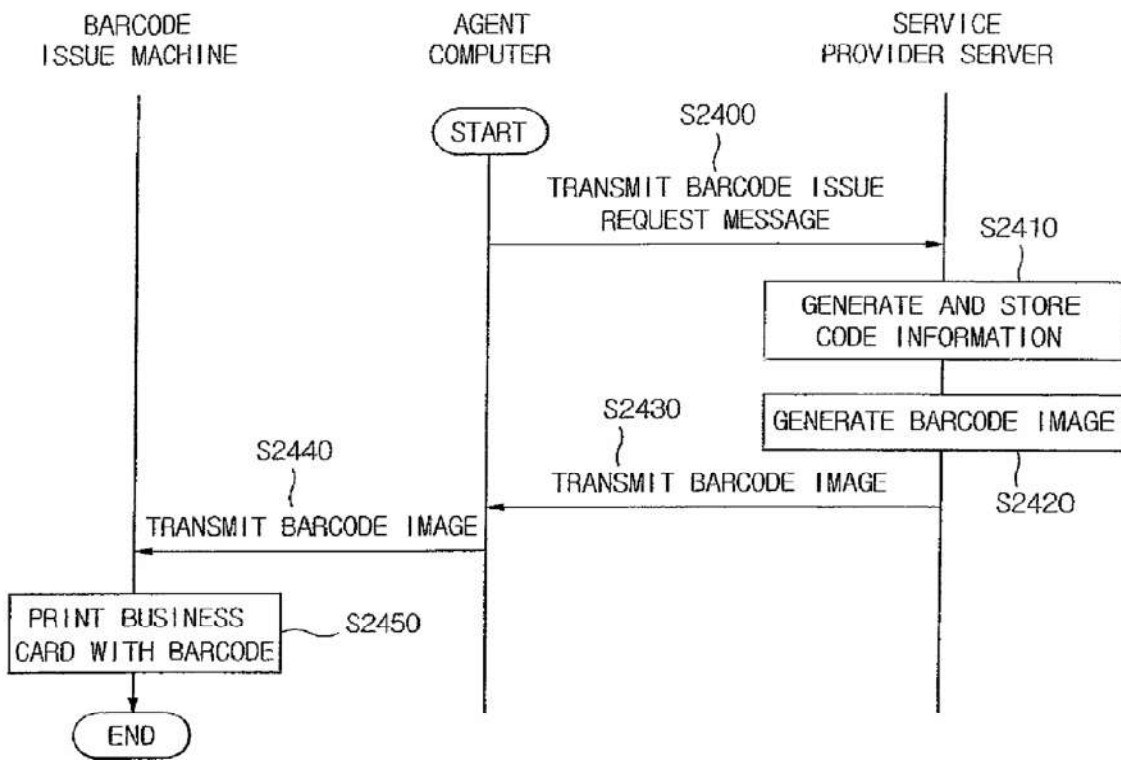 BARCODE
ISSUE MACHINE
AGENT
COMPUTER
SERVICE
PROVIDER SERVER
START
S2400
TRANSMIT BARCODE ISSUE
REQUEST MESSAGE
S2410
GENERATE AND STORE
CODE INFORMATION
S2430
GENERATE BARCODE IMAGE
S2440
TRANSMIT BARCODE IMAGE
S2420
TRANSMIT BARCODE IMAGE
PRINT BUSINESS
CARD WITH BARCODE
S2450
END